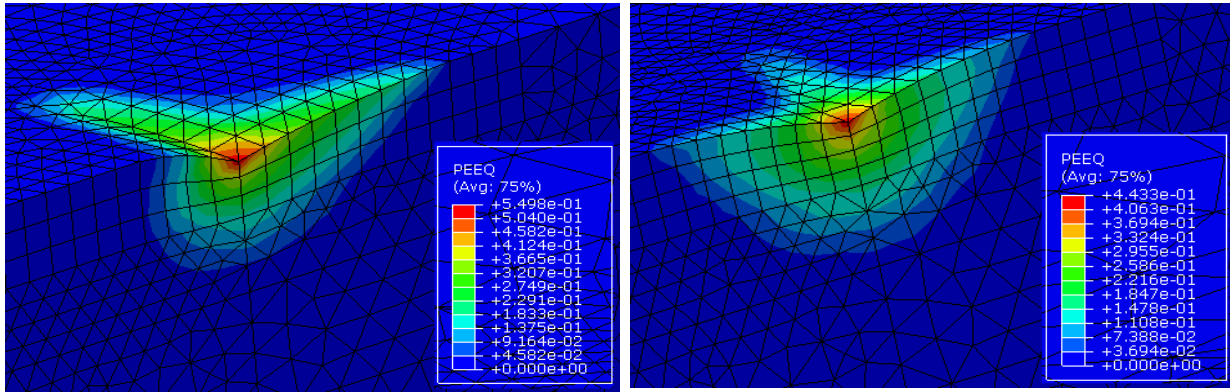 PEEQ
(Avg: 75%)
+5.498e-01
+5.040e-01
+4.582e-01
+4.124e-01
+3.665e-01
+3.207e-01
+2.749e-01
+2.291e-01
+1.833e-01
+1.375e-01
+9.164e-02
+4.582e-02
+0.000e+00
PEEQ
(Avg: 75%)
+4.433e-01
+4.063e-01
+3.694e-01
+3.324e-01
+2.955e-01
+2.586e-01
+2.216e-01
+1.847e-01
+1.478e-01
+1.108e-01
+7.388e-02
+3.694e-02
+0.000e+00